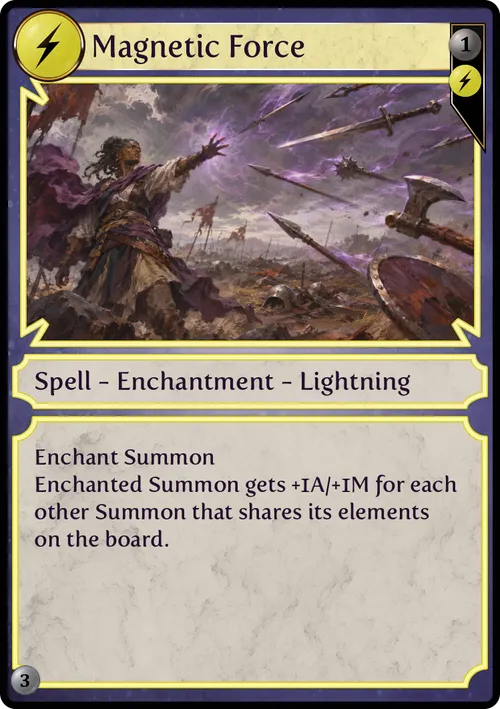 Magnetic Force
1
Spell – Enchantment – Lightning
Enchant Summon
Enchanted Summon gets +1A/+1M for each
other Summon that shares its elements
on the board.
3